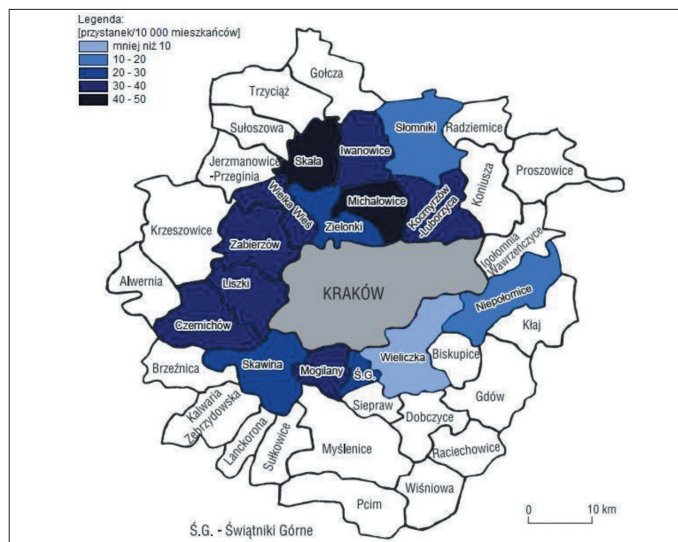 Legenda:
[przystanek/10 000 mieszkańców]
mniej niż 10
10 - 20
20 - 30
30 - 40
40 - 50
Gołcza
Trzyciąż
Słomniki
Radziemice
Sułoszowa
Iwanowice
Skała
Jerzmanowice
-Przeginia
Proszowice
Koniusza
Wielka Wieś
Michałowice
Kocmyrzów
-Luborzyca
Zielonki
Krzeszowice
Zabierzów
Igołomnia
Wawrzeńczyce
Alwernia
Liszki
KRAKÓW
Niepołomice
Czernichów
Kłaj
Brzeźnica
Skawina
Mogilany
Ś.G.
Wieliczka
Biskupice
Kalwaria
Zebrzydowska
Lanckorona
Sułkowice
Siepraw
Dobczyce
Gdów
Myślenice
Raciechowice
Wiśniowa
Pcim
0 10 km
Ś.G. - Świątniki Górne